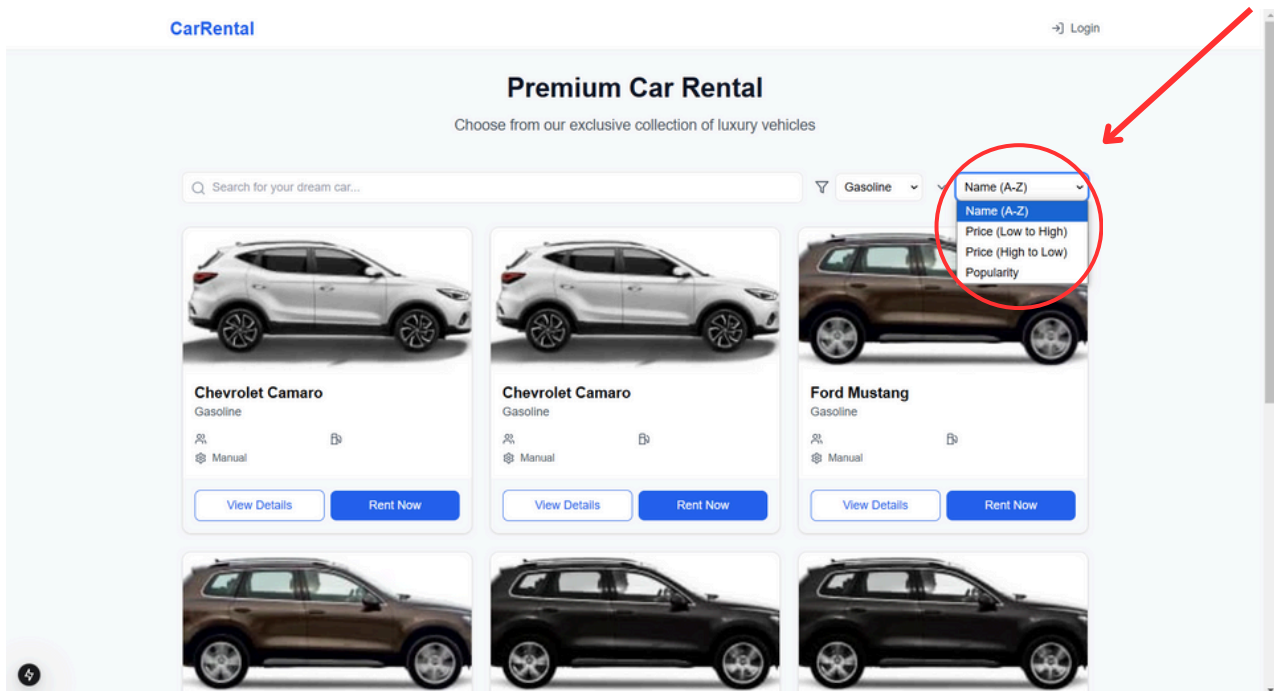 CarRental
Login
Premium Car Rental
Choose from our exclusive collection of luxury vehicles
Search for your dream car...
Gasoline
Name (A-Z)
Name (A-Z)
Price (Low to High)
Price (High to Low)
Popularity
Chevrolet Camaro
Gasoline
Manual
View Details Rent Now
Chevrolet Camaro
Gasoline
Manual
View Details Rent Now
Ford Mustang
Gasoline
Manual
View Details Rent Now